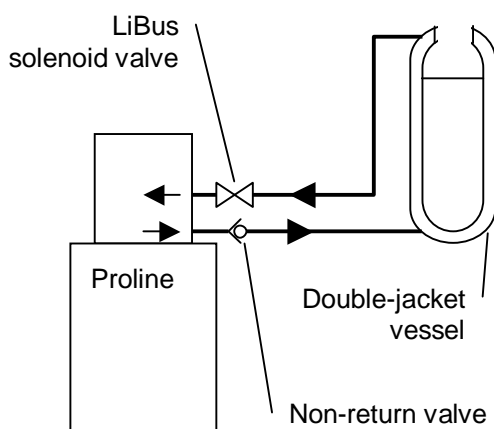 LiBus
solenoid valve
Proline
Double-jacket
vessel
Non-return valve